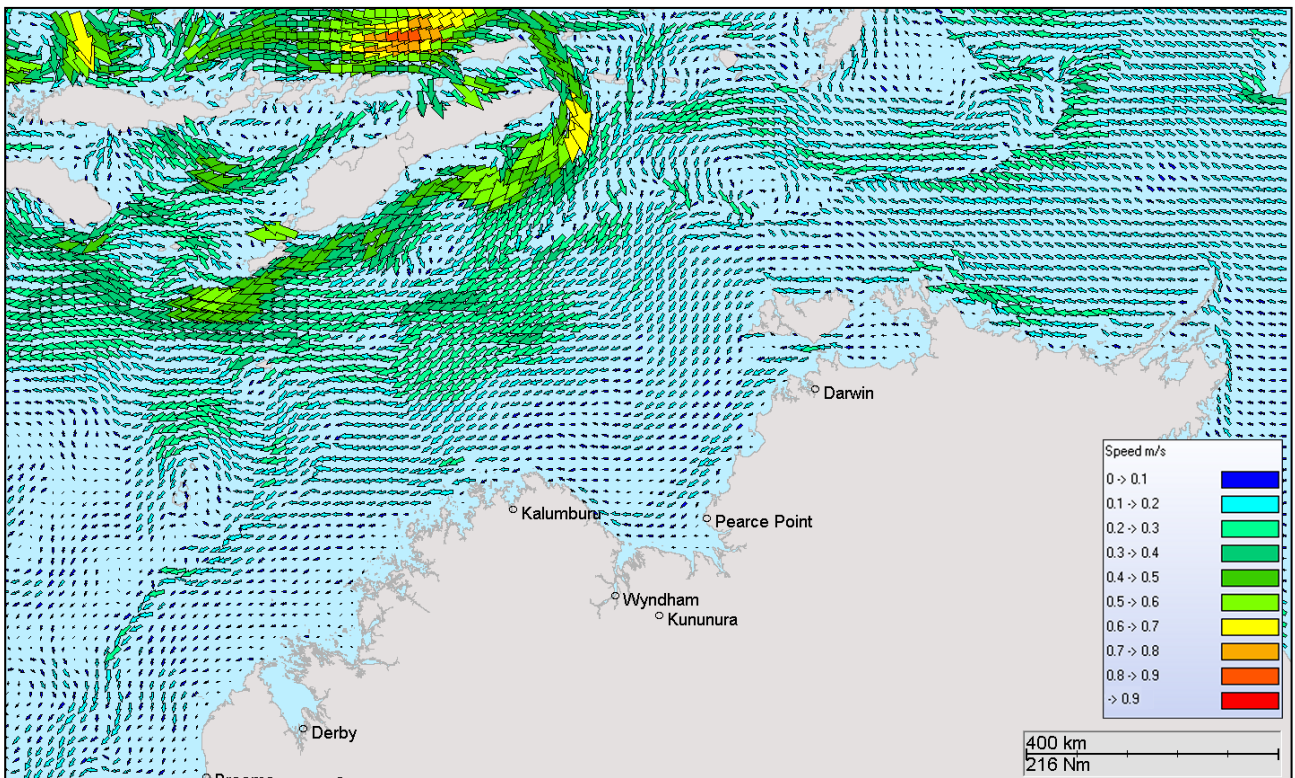 Darwin
Kalumburu
Pearce Point
Wyndham
Kununura
Derby
Speed m/s
0 -> 0.1
0.1 -> 0.2
0.2 -> 0.3
0.3 -> 0.4
0.4 -> 0.5
0.5 -> 0.6
0.6 -> 0.7
0.7 -> 0.8
0.8 -> 0.9
-> 0.9
400 km
216 Nm